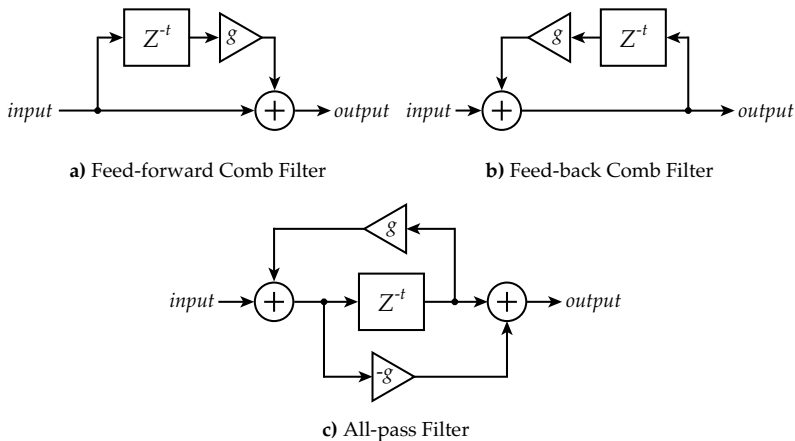 Z⁻ᵗ g
input + output
a) Feed-forward Comb Filter
g Z⁻ᵗ
input + output
b) Feed-back Comb Filter
g
input + Z⁻ᵗ + output
-g
c) All-pass Filter